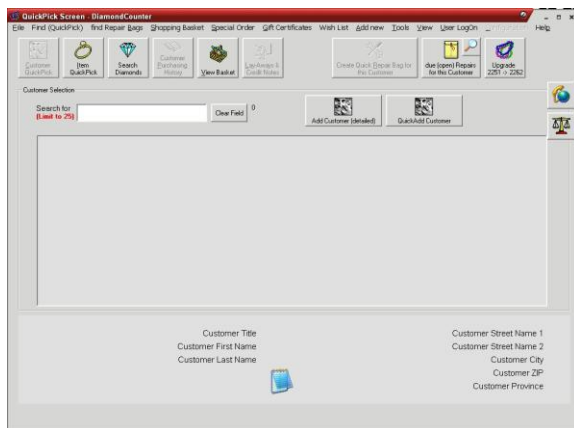 QuickPick Screen - DiamondCounter
File Find (QuickPick) find Repair Bags Shopping Basket Special Order Gift Certificates Wish List Add new Tools View User LogOn Help
Customer QuickPick
Item QuickPick
Search Diamonds
Customer Purchasing History
View Basket
Lay-Aways & Credit Notes
Create Quick Repair Bag for this Customer
due (open) Repairs for this Customer
Upgrade 2251 -> 2262
Customer Selection
Search for
(Limit to 25)
Clear Field
0
Add Customer (detailed)
QuickAdd Customer
Customer Title
Customer First Name
Customer Last Name
Customer Street Name 1
Customer Street Name 2
Customer City
Customer ZIP
Customer Province